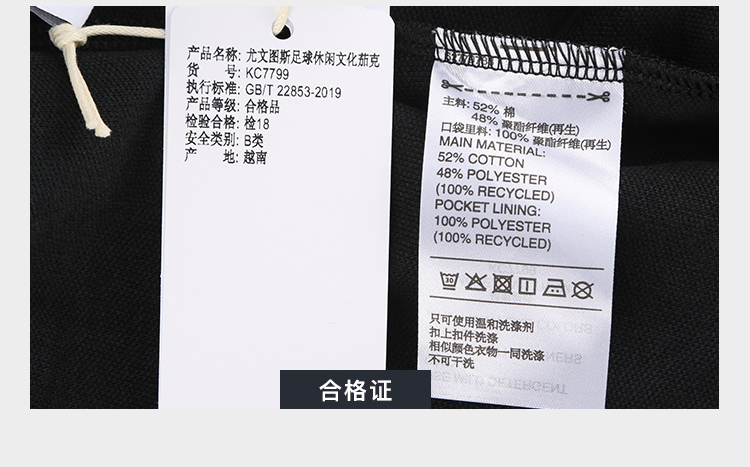 产品名称: 尤文图斯足球休闲文化茄克
货 号: KC7799
执行标准: GB/T 22853-2019
产品等级: 合格品
检验合格: 检18
安全类别: B类
产 地: 越南
主料: 52% 棉
48% 聚酯纤维(再生)
口袋里料: 100% 聚酯纤维(再生)
MAIN MATERIAL:
52% COTTON
48% POLYESTER
(100% RECYCLED)
POCKET LINING:
100% POLYESTER
(100% RECYCLED)
只可使用温和洗涤剂
扣上扣件洗涤
相似颜色衣物一同洗涤
不可干洗
合格证